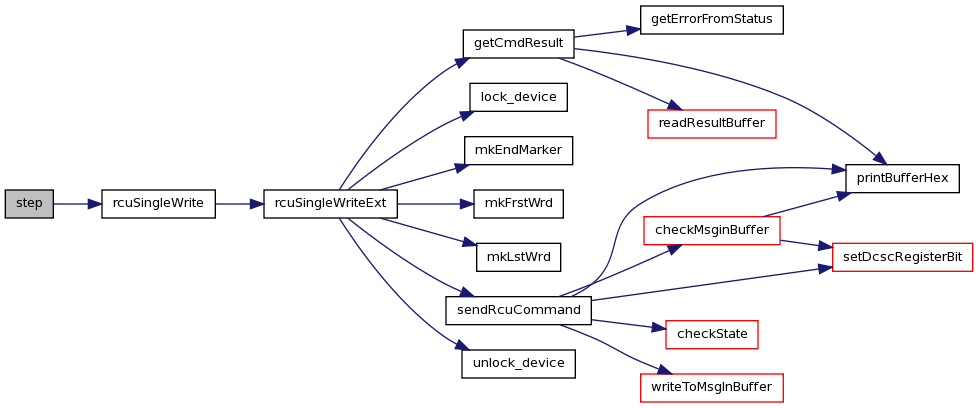 step
rcuSingleWrite
rcuSingleWriteExt
getCmdResult
lock_device
mkEndMarker
mkFrstWrd
mkLstWrd
sendRcuCommand
unlock_device
getErrorFromStatus
readResultBuffer
checkMsginBuffer
checkState
writeToMsgInBuffer
printBufferHex
setDcscRegisterBit